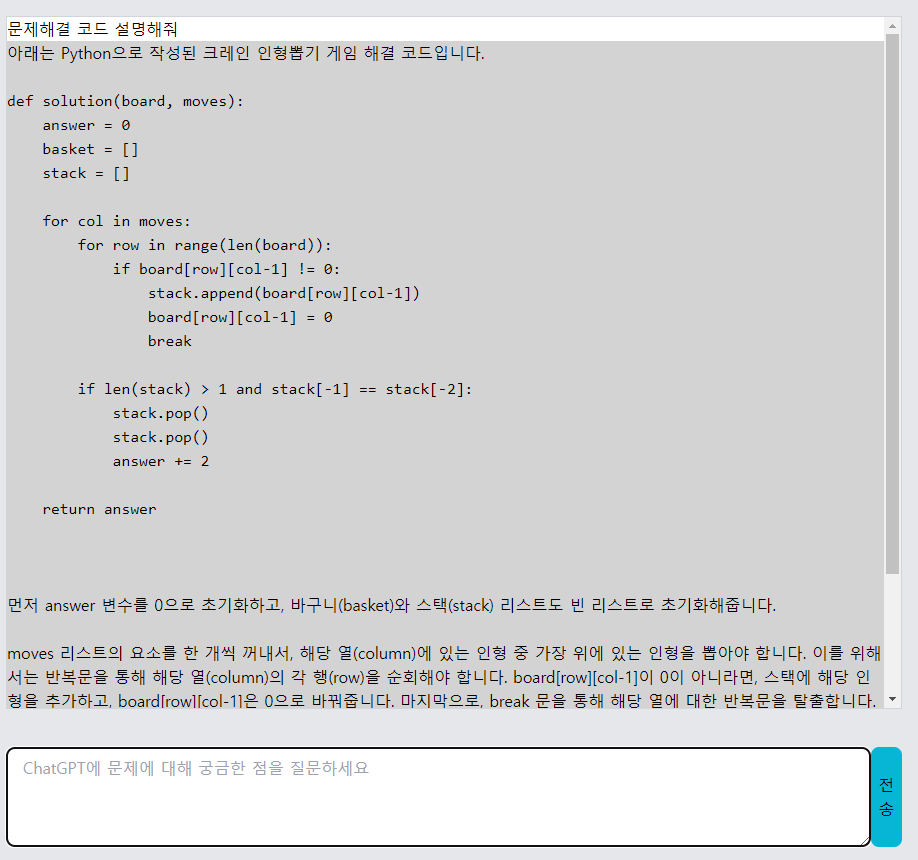 문제해결 코드 설명해줘
아래는 Python으로 작성된 크레인 인형뽑기 게임 해결 코드입니다.
def solution(board, moves):
    answer = 0
    basket = []
    stack = []
    for col in moves:
        for row in range(len(board)):
            if board[row][col-1] != 0:
                stack.append(board[row][col-1])
                board[row][col-1] = 0
                break
        if len(stack) > 1 and stack[-1] == stack[-2]:
            stack.pop()
            stack.pop()
            answer += 2
    return answer
먼저 answer 변수를 0으로 초기화하고, 바구니(basket)와 스택(stack) 리스트도 빈 리스트로 초기화해줍니다.
moves 리스트의 요소를 한 개씩 꺼내서, 해당 열(column)에 있는 인형 중 가장 위에 있는 인형을 뽑아야 합니다. 이를 위해
서는 반복문을 통해 해당 열(column)의 각 행(row)을 순회해야 합니다. board[row][col-1]이 0이 아니라면, 스택에 해당 인
형을 추가하고, board[row][col-1]은 0으로 바꿔줍니다. 마지막으로, break 문을 통해 해당 열에 대한 반복문을 탈출합니다.
ChatGPT에 문제에 대해 궁금한 점을 질문하세요
전
송